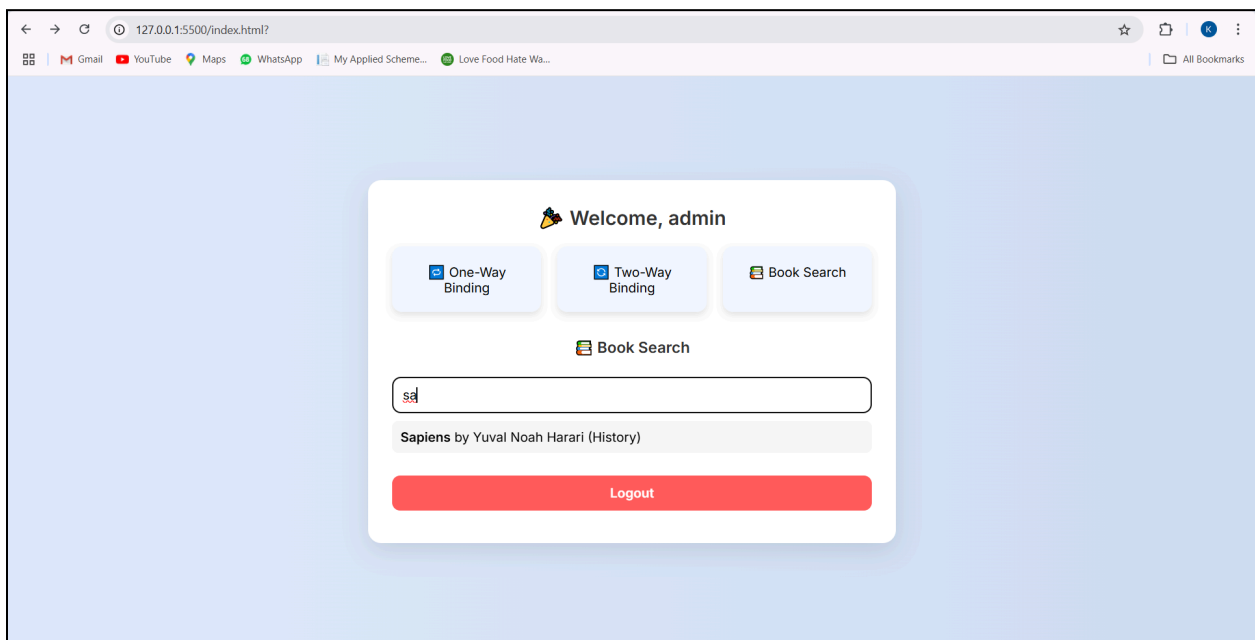 127.0.0.1:5500/index.html?
K
Gmail YouTube Maps WhatsApp My Applied Scheme... Love Food Hate Wa... All Bookmarks
🎉 Welcome, admin
🔁 One-Way
Binding
🔄 Two-Way
Binding
📚 Book Search
📚 Book Search
sa
Sapiens by Yuval Noah Harari (History)
Logout